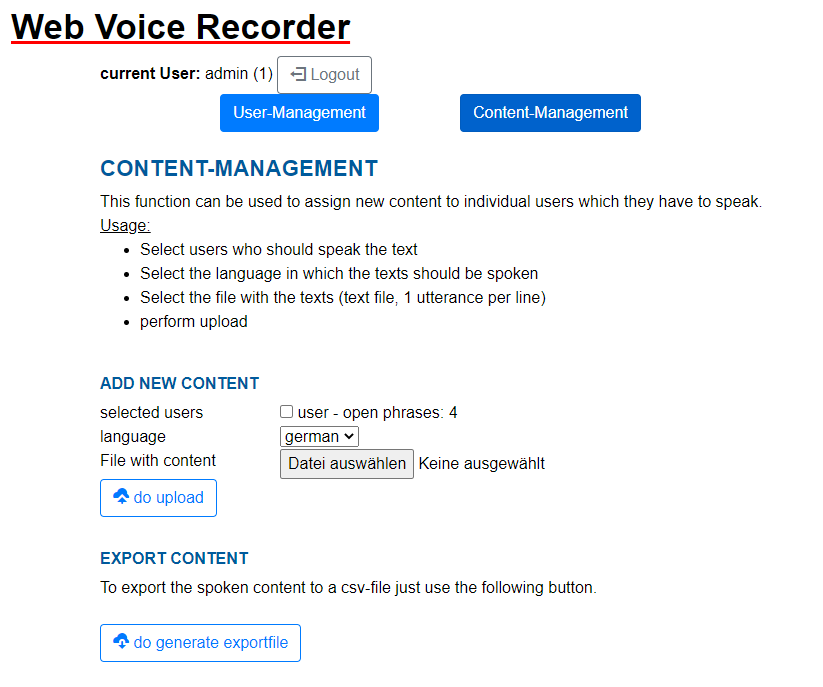 Web Voice Recorder
current User: admin (1) Logout
User-Management Content-Management
CONTENT-MANAGEMENT
This function can be used to assign new content to individual users which they have to speak.
Usage:
Select users who should speak the text
Select the language in which the texts should be spoken
Select the file with the texts (text file, 1 utterance per line)
perform upload
ADD NEW CONTENT
selected users user - open phrases: 4
language german
File with content Datei auswählen Keine ausgewählt
do upload
EXPORT CONTENT
To export the spoken content to a csv-file just use the following button.
do generate exportfile